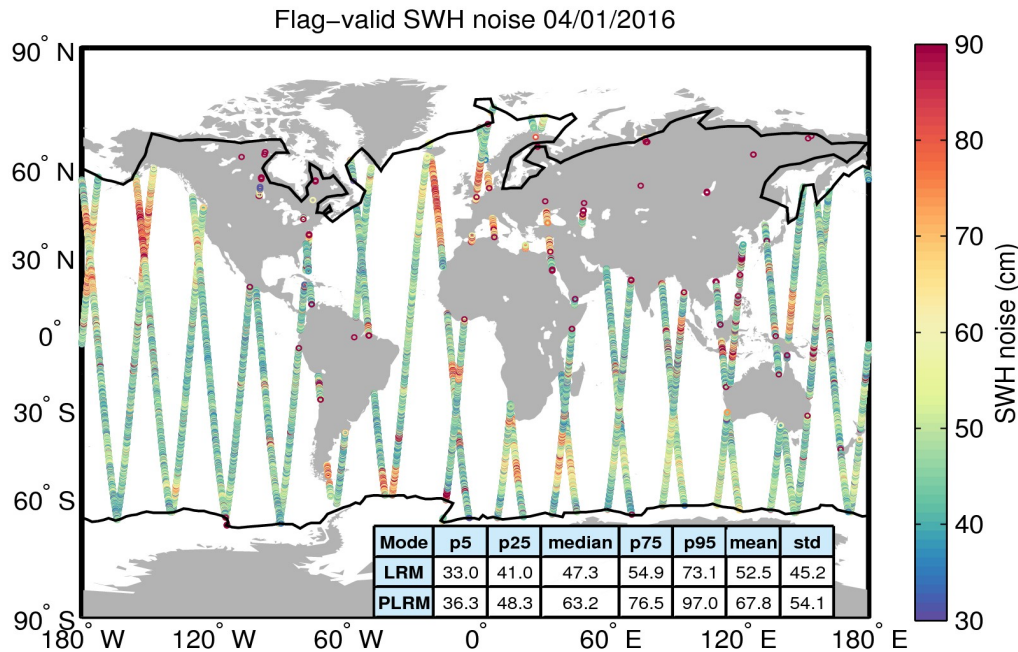 Flag−valid SWH noise 04/01/2016
90° N
60° N
30° N
0°
30° S
60° S
90° S
180° W
120° W
60° W
0°
60° E
120° E
180° E
Mode p5 p25 median p75 p95 mean std
LRM 33.0 41.0 47.3 54.9 73.1 52.5 45.2
PLRM 36.3 48.3 63.2 76.5 97.0 67.8 54.1
90
80
70
60
50
40
30
SWH noise (cm)